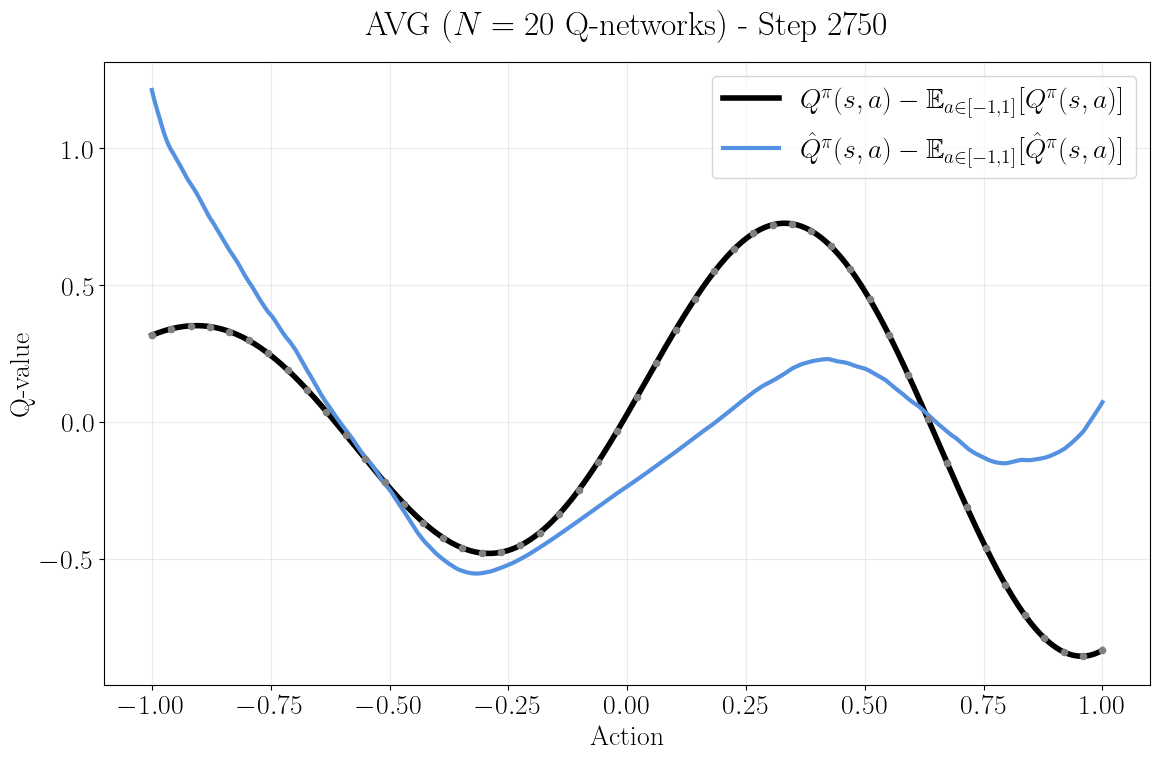 AVG (N = 20 Q-networks) - Step 2750
Q^π(s, a) − 𝔼_{a∈[−1,1]}[Q^π(s, a)]
Q̂^π(s, a) − 𝔼_{a∈[−1,1]}[Q̂^π(s, a)]
Q-value
1.0
0.5
0.0
−0.5
−1.00 −0.75 −0.50 −0.25 0.00 0.25 0.50 0.75 1.00
Action